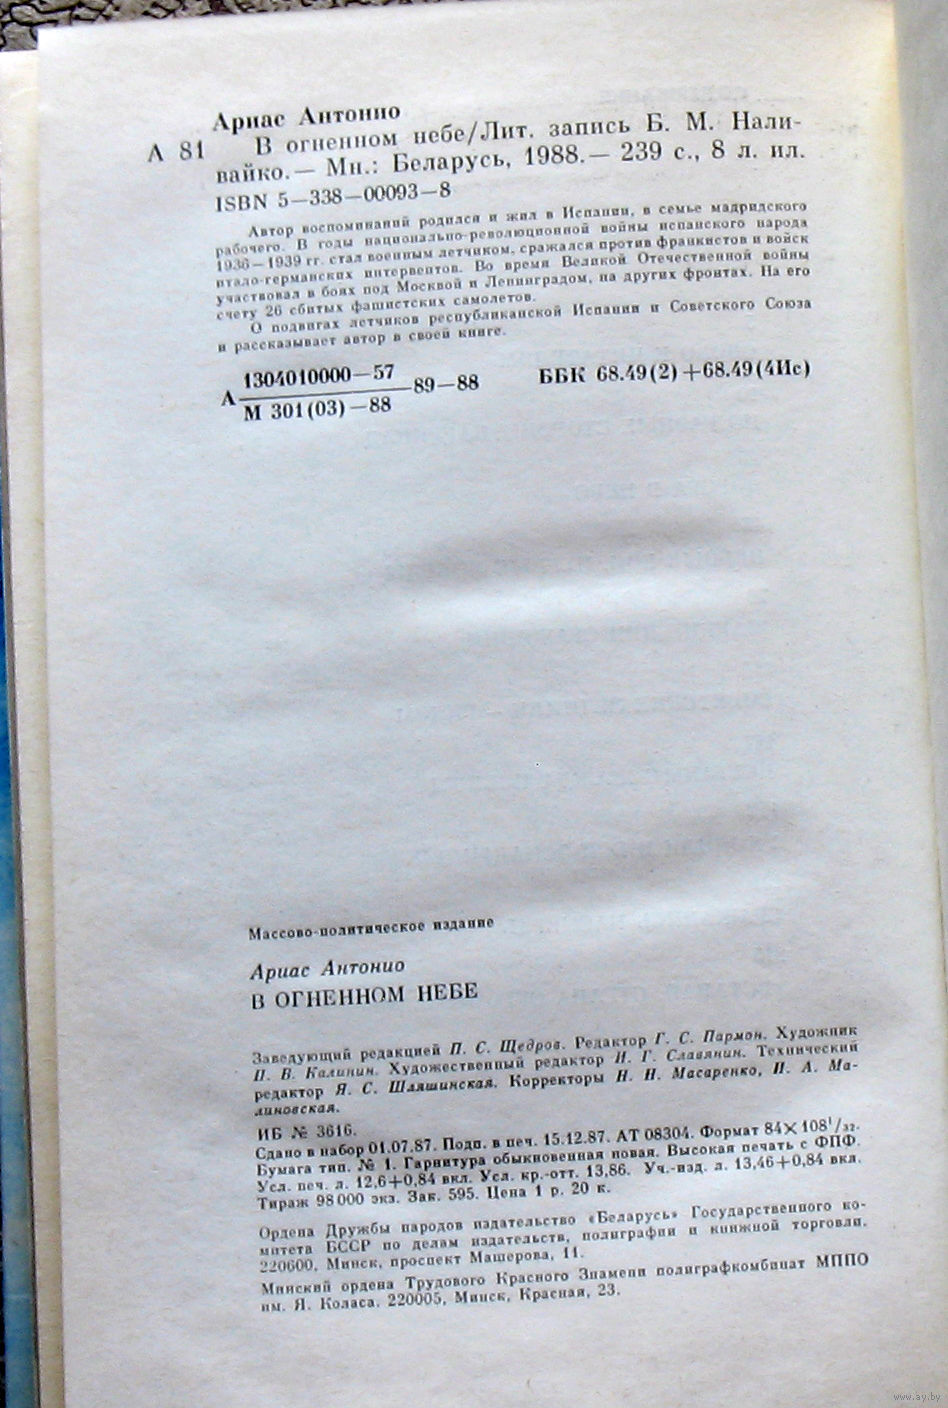 Ариас Антонио
А 81 В огненном небе/Лит. запись Б. М. Нали-
вайко.— Мн.: Беларусь, 1988.— 239 с., 8 л. ил.
ISBN 5—338—00093—8
Автор воспоминаний родился и жил в Испании, в семье мадридского
рабочего. В годы национально-революционной войны испанского народа
1936—1939 гг. стал военным летчиком, сражался против франкистов и войск
итало-германских интервентов. Во время Великой Отечественной войны
участвовал в боях под Москвой и Ленинградом, на других фронтах. На его
счету 26 сбитых фашистских самолетов.
О подвигах летчиков республиканской Испании и Советского Союза
и рассказывает автор в своей книге.
1304010000—57
А 89—88 ББК 68.49(2)+68.49(4Ис)
М 301(03)—88
Массово-политическое издание
Ариас Антонио
В ОГНЕННОМ НЕБЕ
Заведующий редакцией П. С. Щедров. Редактор Г. С. Пармон. Художник
П. В. Калинин. Художественный редактор И. Г. Славянин. Технический
редактор Я. С. Шляшинская. Корректоры Н. Н. Масаренко, И. А. Ма-
линовская.
ИБ № 3616.
Сдано в набор 01.07.87. Подп. в печ. 15.12.87. АТ 08304. Формат 84×108¹/₃₂.
Бумага тип. № 1. Гарнитура обыкновенная новая. Высокая печать с ФПФ.
Усл. печ. л. 12,6+0,84 вкл. Усл. кр.-отт. 13,86. Уч.-изд. л. 13,46+0,84 вкл.
Тираж 98000 экз. Зак. 595. Цена 1 р. 20 к.
Ордена Дружбы народов издательство «Беларусь» Государственного ко-
митета БССР по делам издательств, полиграфии и книжной торговли.
220600, Минск, проспект Машерова, 11.
Минский ордена Трудового Красного Знамени полиграфкомбинат МППО
им. Я. Коласа. 220005, Минск, Красная, 23.
www.ay.by